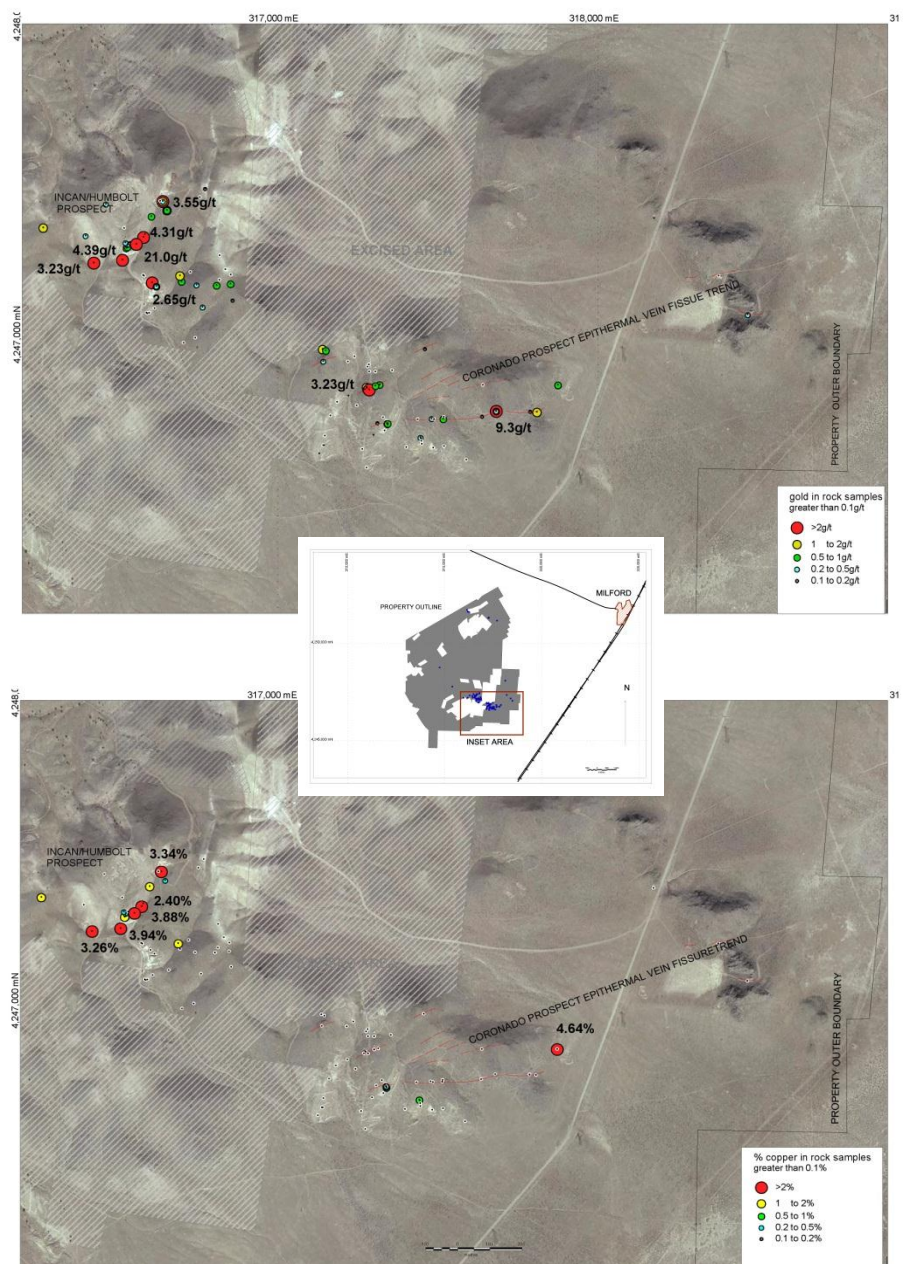 317,000 mE
318,000 mE
31
4,248,0
INCAN/HUMBOLT
PROSPECT
3.55g/t
4.31g/t
4.39g/t
21.0g/t
3.23g/t
2.65g/t
EXCISED AREA
4,247,000 mN
CORONADO PROSPECT EPITHERMAL VEIN FISSUE TREND
3.23g/t
9.3g/t
PROPERTY OUTER BOUNDARY
gold in rock samples
greater than 0.1g/t
>2g/t
1 to 2g/t
0.5 to 1g/t
0.2 to 0.5g/t
0.1 to 0.2g/t
PROPERTY OUTLINE
MILFORD
N
INSET AREA
317,000 mE
31
4,248,0
INCAN/HUMBOLT
PROSPECT
3.34%
2.40%
3.88%
3.94%
3.26%
4,247,000 mN
CORONADO PROSPECT EPITHERMAL VEIN FISSURETREND
4.64%
PROPERTY OUTER BOUNDARY
% copper in rock samples
greater than 0.1%
>2%
1 to 2%
0.5 to 1%
0.2 to 0.5%
0.1 to 0.2%